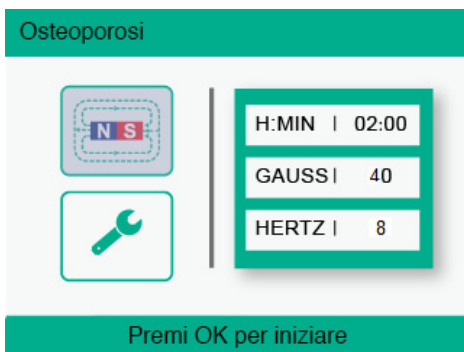 Osteoporosi
N S
H:MIN | 02:00
GAUSS | 40
HERTZ | 8
Premi OK per iniziare